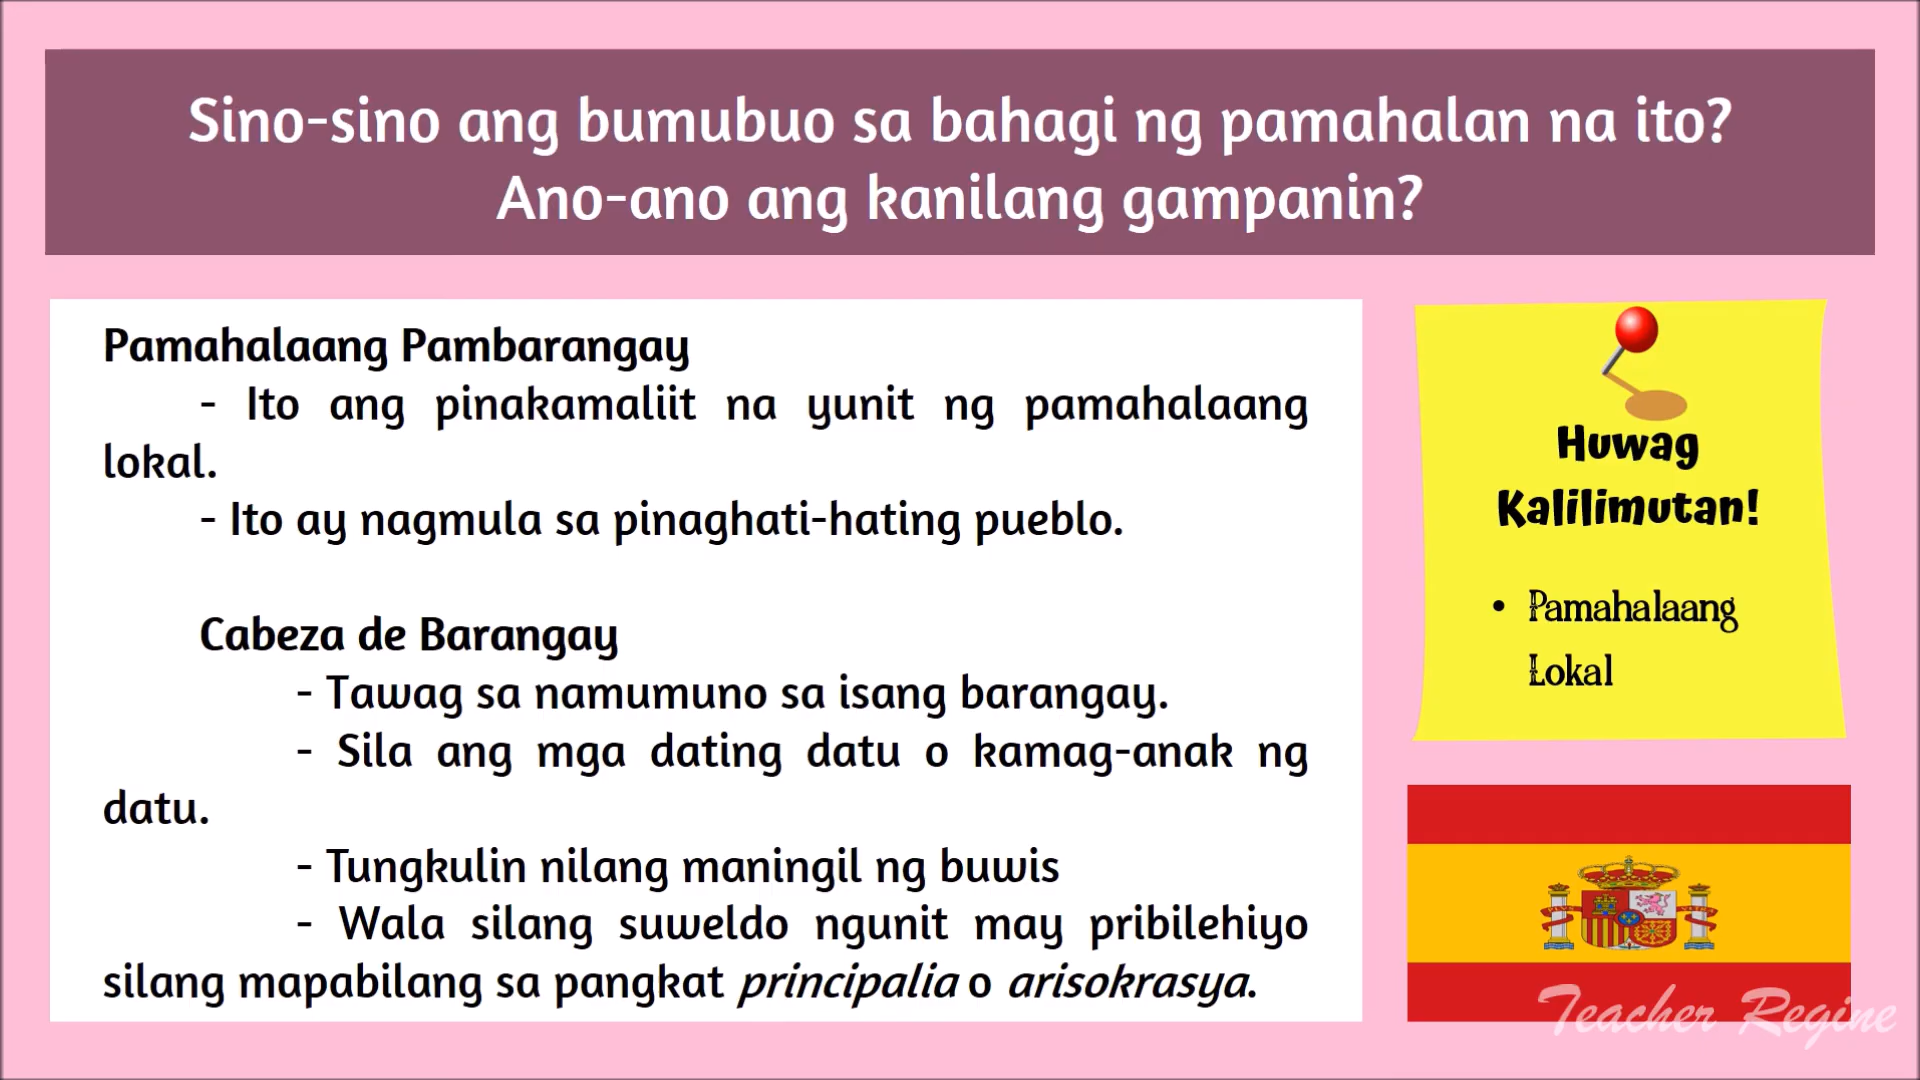 Sino-sino ang bumubuo sa bahagi ng pamahalan na ito?
Ano-ano ang kanilang gampanin?
Pamahalaang Pambarangay
- Ito ang pinakamaliit na yunit ng pamahalaang
lokal.
- Ito ay nagmula sa pinaghati-hating pueblo.
Cabeza de Barangay
- Tawag sa namumuno sa isang barangay.
- Sila ang mga dating datu o kamag-anak ng
datu.
- Tungkulin nilang maningil ng buwis
- Wala silang suweldo ngunit may pribilehiyo
silang mapabilang sa pangkat principalia o arisokrasya.
Huwag
Kalilimutan!
• Pamahalaang
Lokal
Teacher Regine